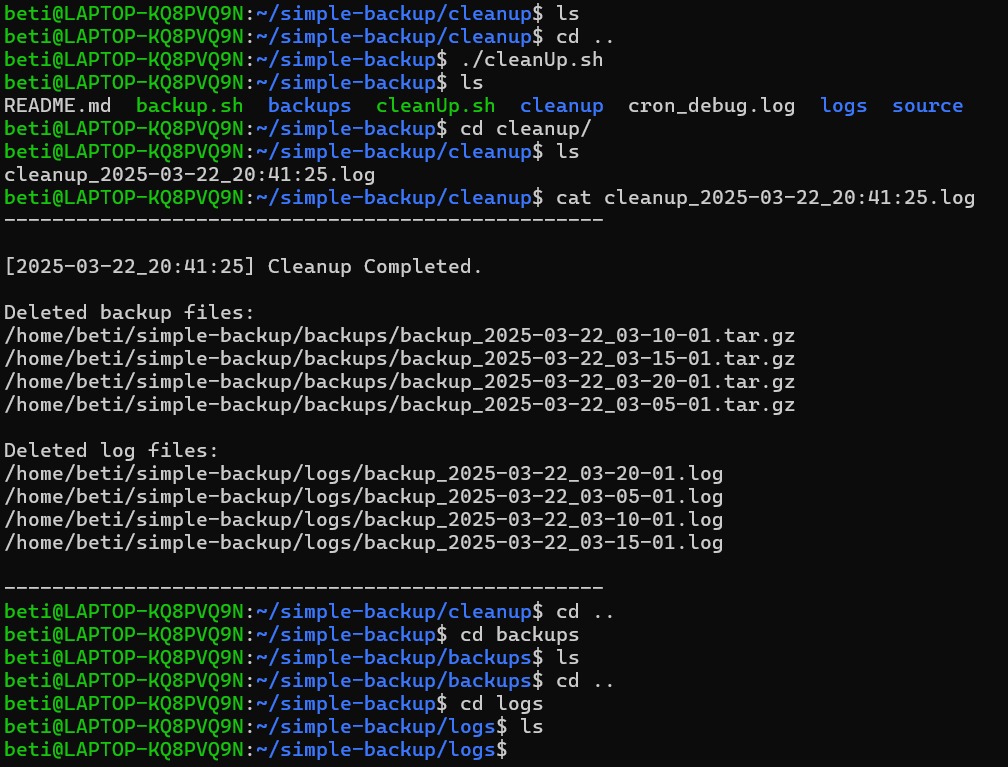 beti@LAPTOP-KQ8PVQ9N:~/simple-backup/cleanup$ ls
beti@LAPTOP-KQ8PVQ9N:~/simple-backup/cleanup$ cd ..
beti@LAPTOP-KQ8PVQ9N:~/simple-backup$ ./cleanUp.sh
beti@LAPTOP-KQ8PVQ9N:~/simple-backup$ ls
README.md  backup.sh  backups  cleanUp.sh  cleanup  cron_debug.log  logs  source
beti@LAPTOP-KQ8PVQ9N:~/simple-backup$ cd cleanup/
beti@LAPTOP-KQ8PVQ9N:~/simple-backup/cleanup$ ls
cleanup_2025-03-22_20:41:25.log
beti@LAPTOP-KQ8PVQ9N:~/simple-backup/cleanup$ cat cleanup_2025-03-22_20:41:25.log
--------------------------------------------------
[2025-03-22_20:41:25] Cleanup Completed.
Deleted backup files:
/home/beti/simple-backup/backups/backup_2025-03-22_03-10-01.tar.gz
/home/beti/simple-backup/backups/backup_2025-03-22_03-15-01.tar.gz
/home/beti/simple-backup/backups/backup_2025-03-22_03-20-01.tar.gz
/home/beti/simple-backup/backups/backup_2025-03-22_03-05-01.tar.gz
Deleted log files:
/home/beti/simple-backup/logs/backup_2025-03-22_03-20-01.log
/home/beti/simple-backup/logs/backup_2025-03-22_03-05-01.log
/home/beti/simple-backup/logs/backup_2025-03-22_03-10-01.log
/home/beti/simple-backup/logs/backup_2025-03-22_03-15-01.log
--------------------------------------------------
beti@LAPTOP-KQ8PVQ9N:~/simple-backup/cleanup$ cd ..
beti@LAPTOP-KQ8PVQ9N:~/simple-backup$ cd backups
beti@LAPTOP-KQ8PVQ9N:~/simple-backup/backups$ ls
beti@LAPTOP-KQ8PVQ9N:~/simple-backup/backups$ cd ..
beti@LAPTOP-KQ8PVQ9N:~/simple-backup$ cd logs
beti@LAPTOP-KQ8PVQ9N:~/simple-backup/logs$ ls
beti@LAPTOP-KQ8PVQ9N:~/simple-backup/logs$